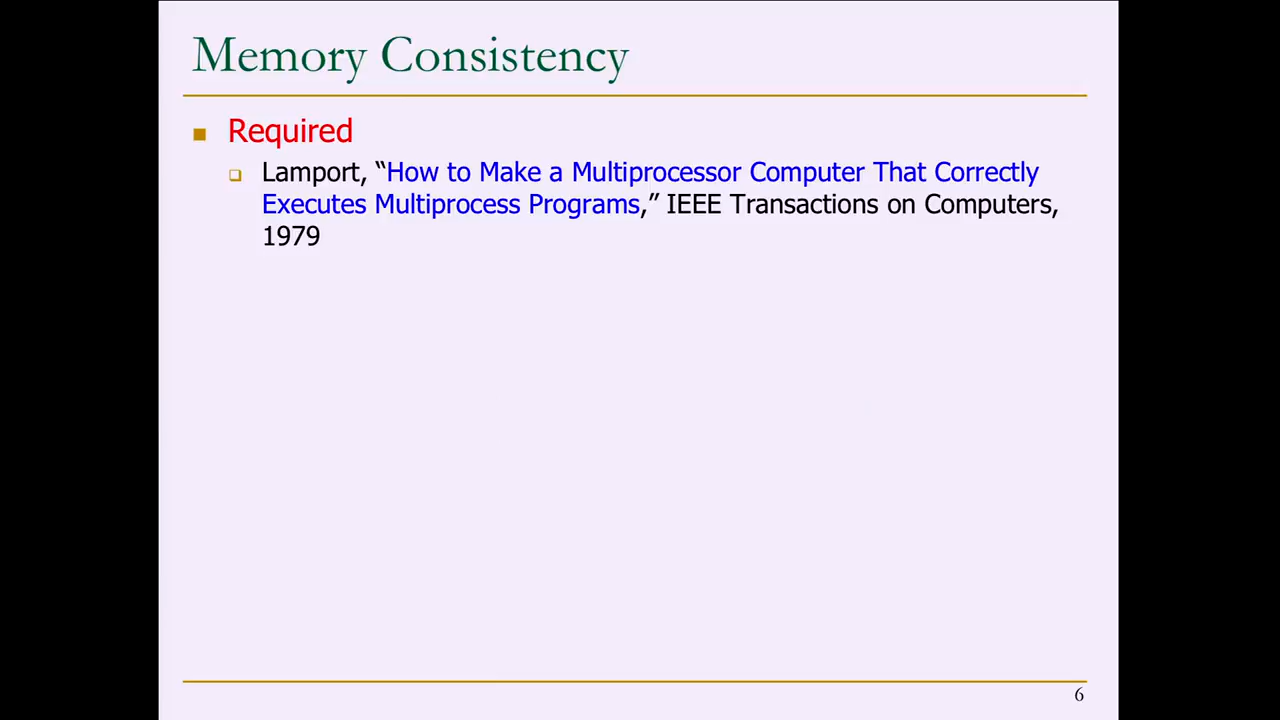 Memory Consistency
Required
Lamport, “How to Make a Multiprocessor Computer That Correctly
Executes Multiprocess Programs,” IEEE Transactions on Computers,
1979
6